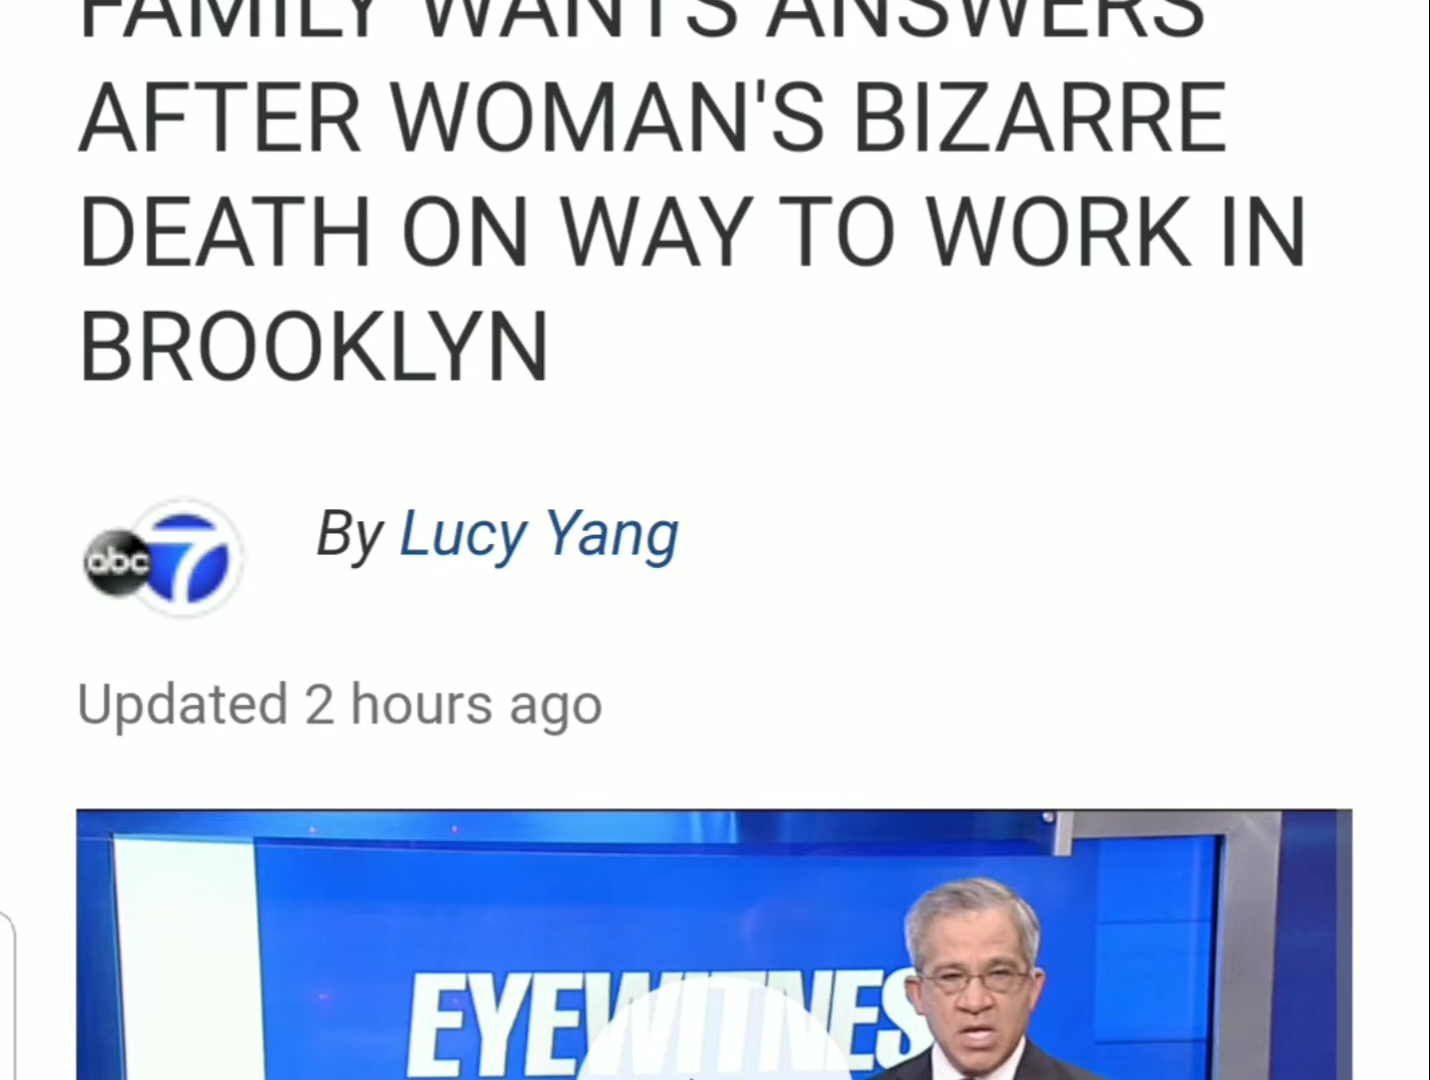 FAMILY WANTS ANSWERS
AFTER WOMAN'S BIZARRE
DEATH ON WAY TO WORK IN
BROOKLYN
abc 7
By Lucy Yang
Updated 2 hours ago
EYEWITNES